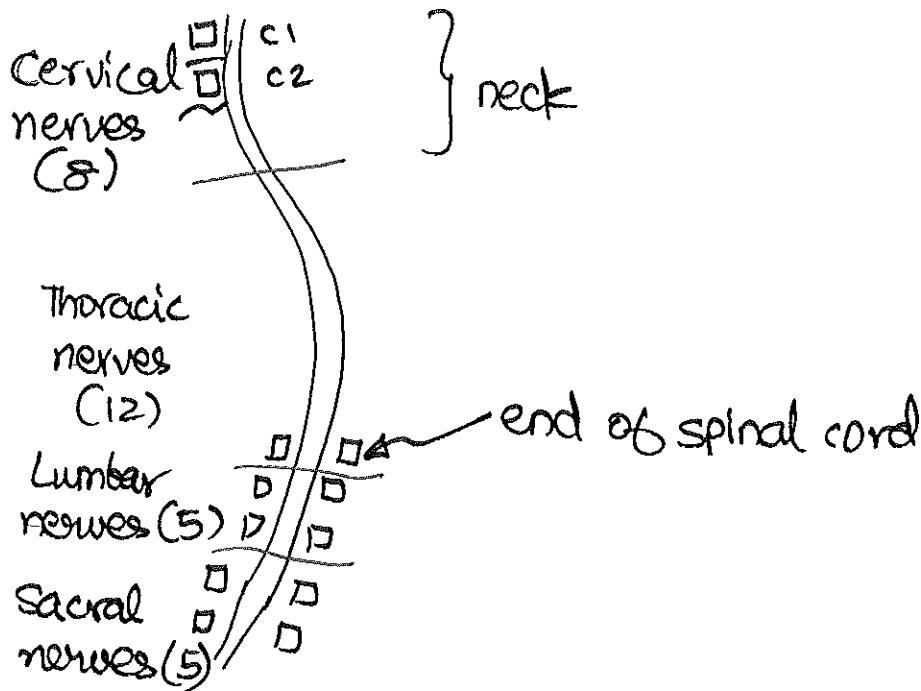 C1
C2
Cervical
nerves
(8)
neck
Thoracic
nerves
(12)
end of spinal cord
Lumbar
nerves (5)
Sacral
nerves (5)